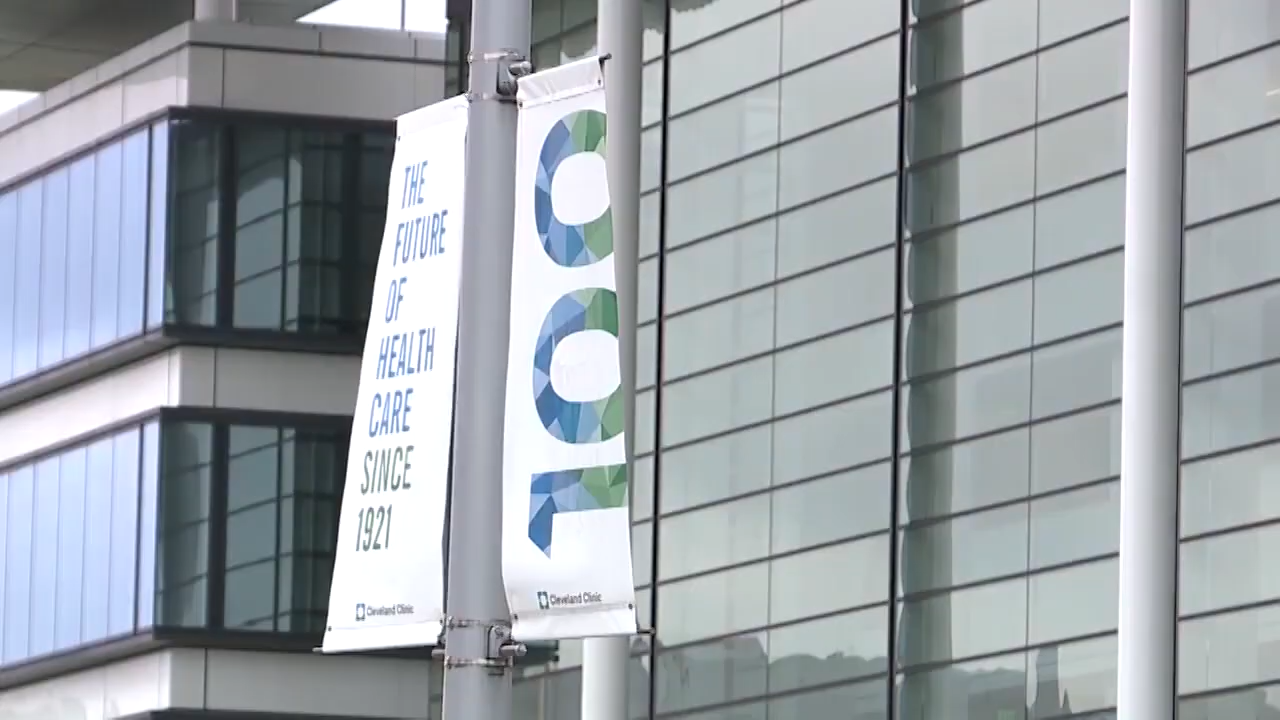 THE
FUTURE
OF
HEALTH
CARE
SINCE
1921
Cleveland Clinic
100
Cleveland Clinic